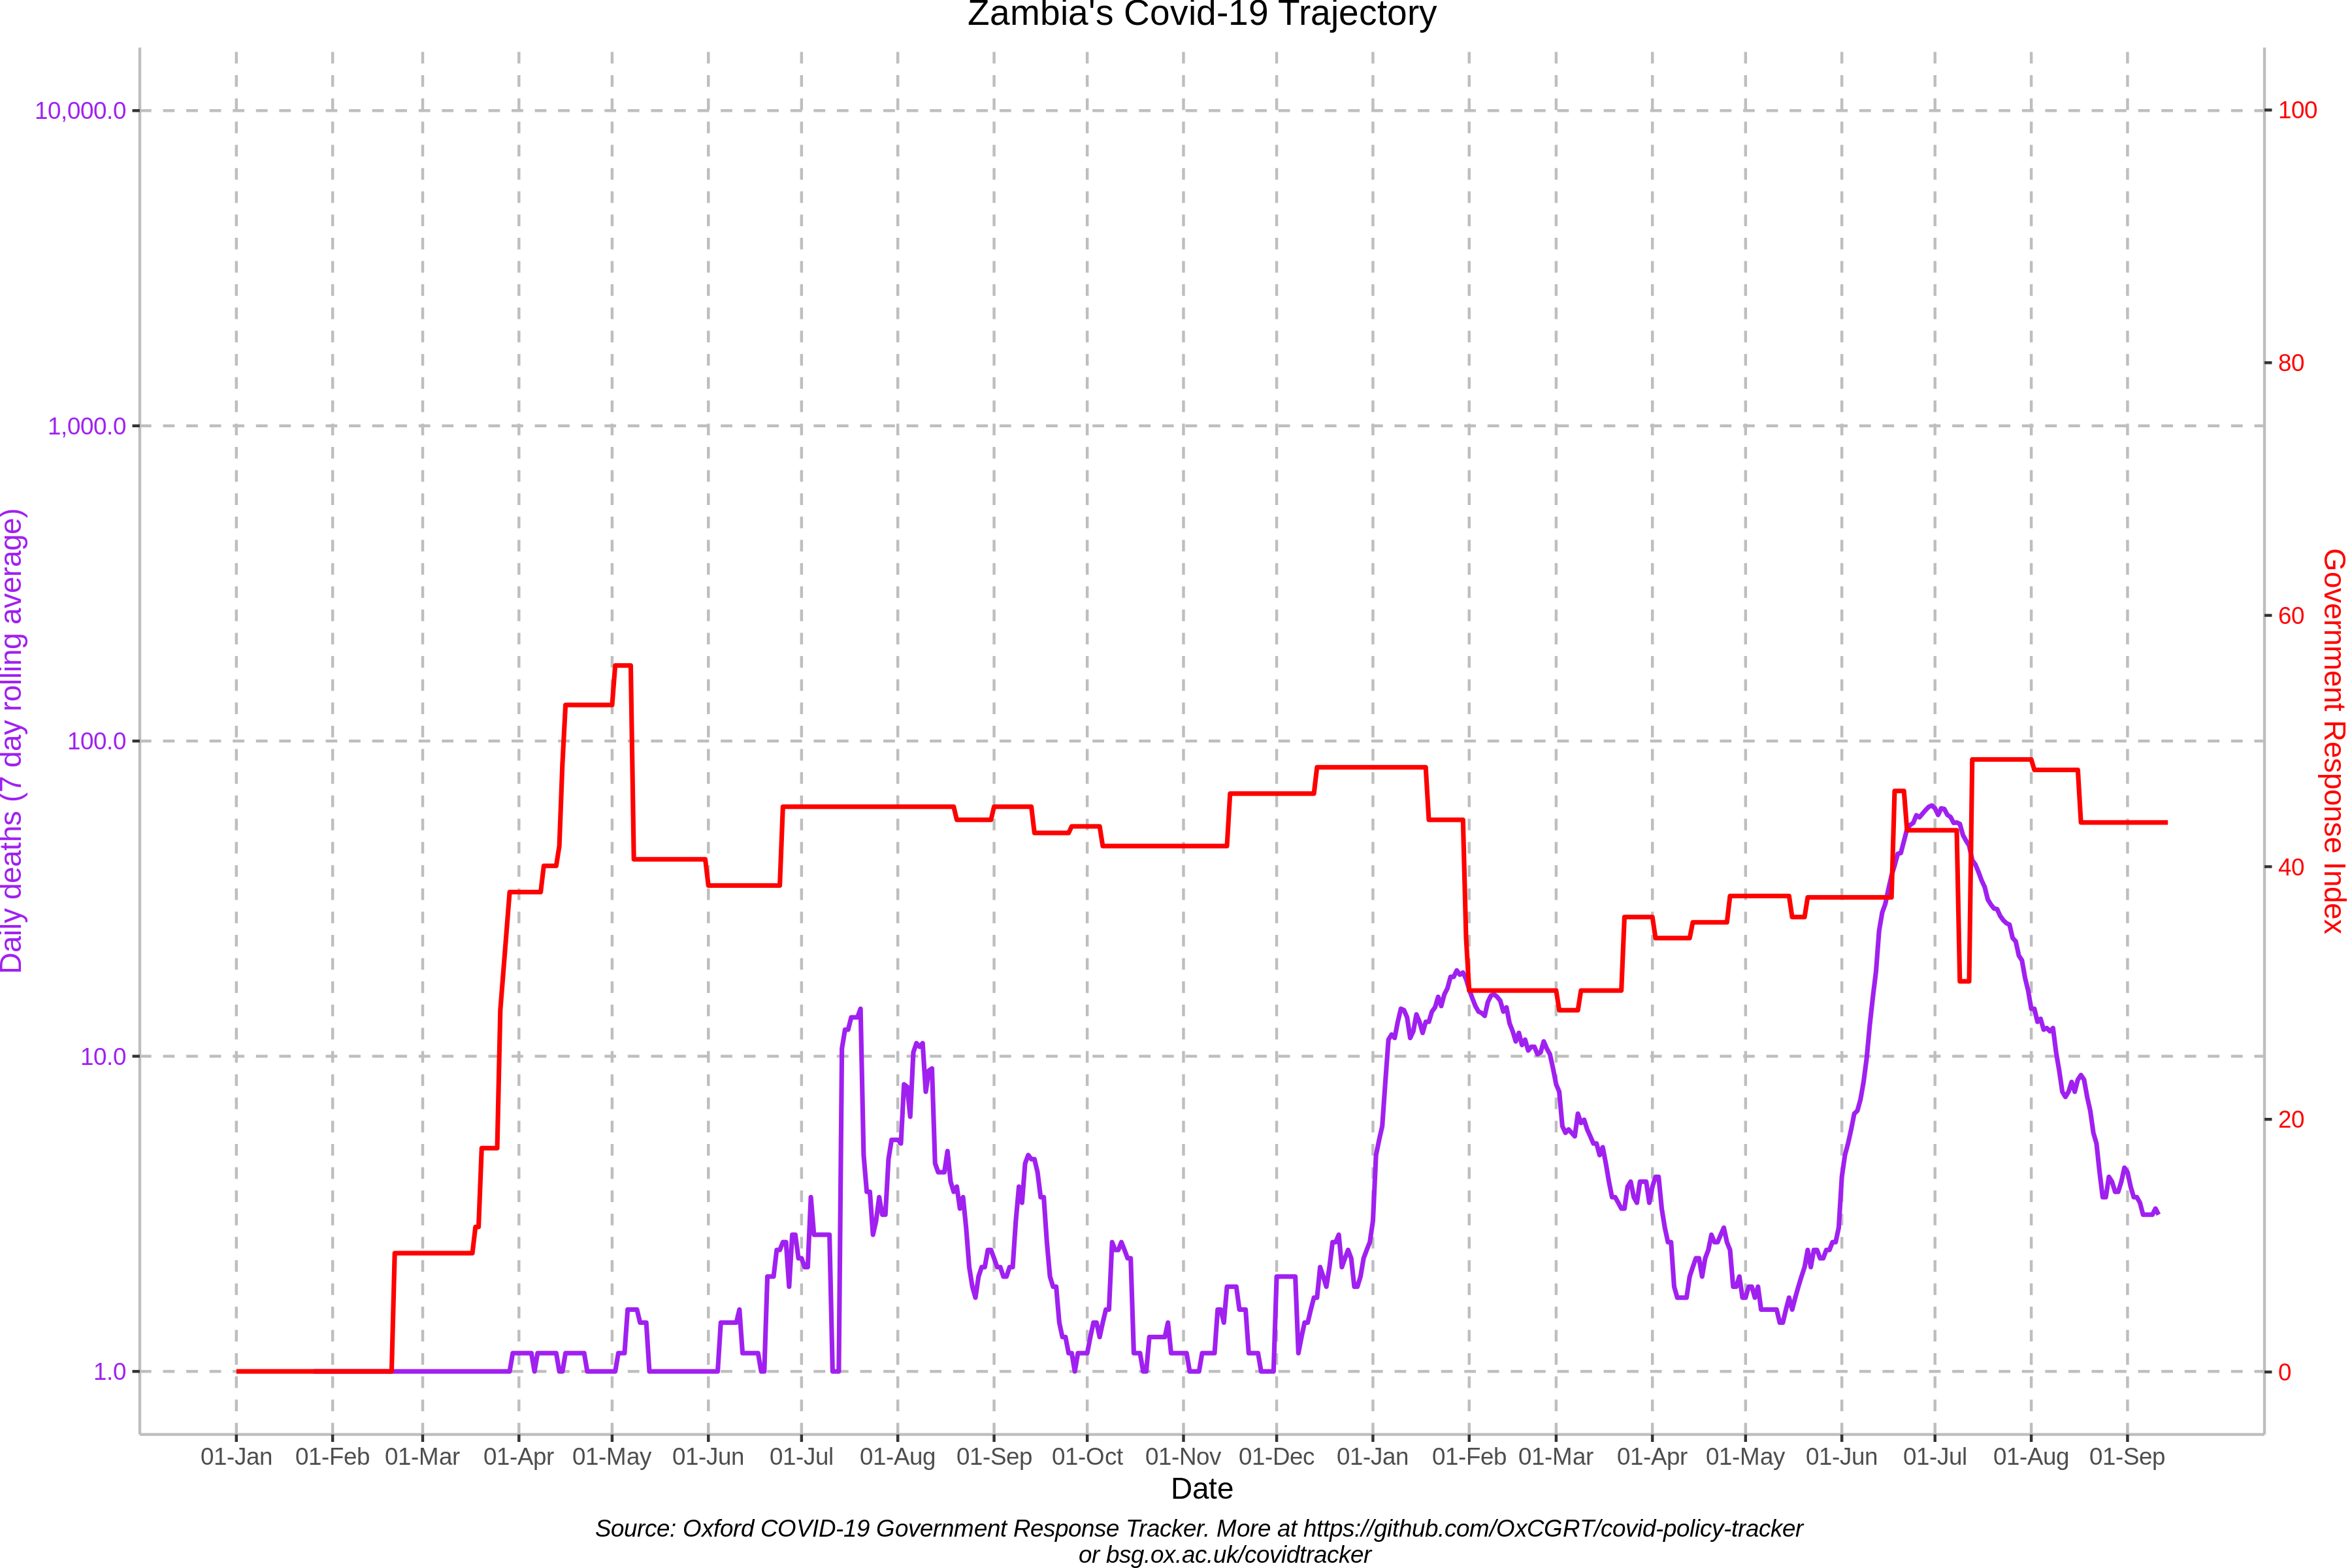 Zambia's Covid-19 Trajectory
10,000.0
1,000.0
100.0
10.0
1.0
Daily deaths (7 day rolling average)
100
80
60
40
20
0
Government Response Index
01-Jan 01-Feb 01-Mar 01-Apr 01-May 01-Jun 01-Jul 01-Aug 01-Sep 01-Oct 01-Nov 01-Dec 01-Jan 01-Feb 01-Mar 01-Apr 01-May 01-Jun 01-Jul 01-Aug 01-Sep
Date
Source: Oxford COVID-19 Government Response Tracker. More at https://github.com/OxCGRT/covid-policy-tracker
or bsg.ox.ac.uk/covidtracker